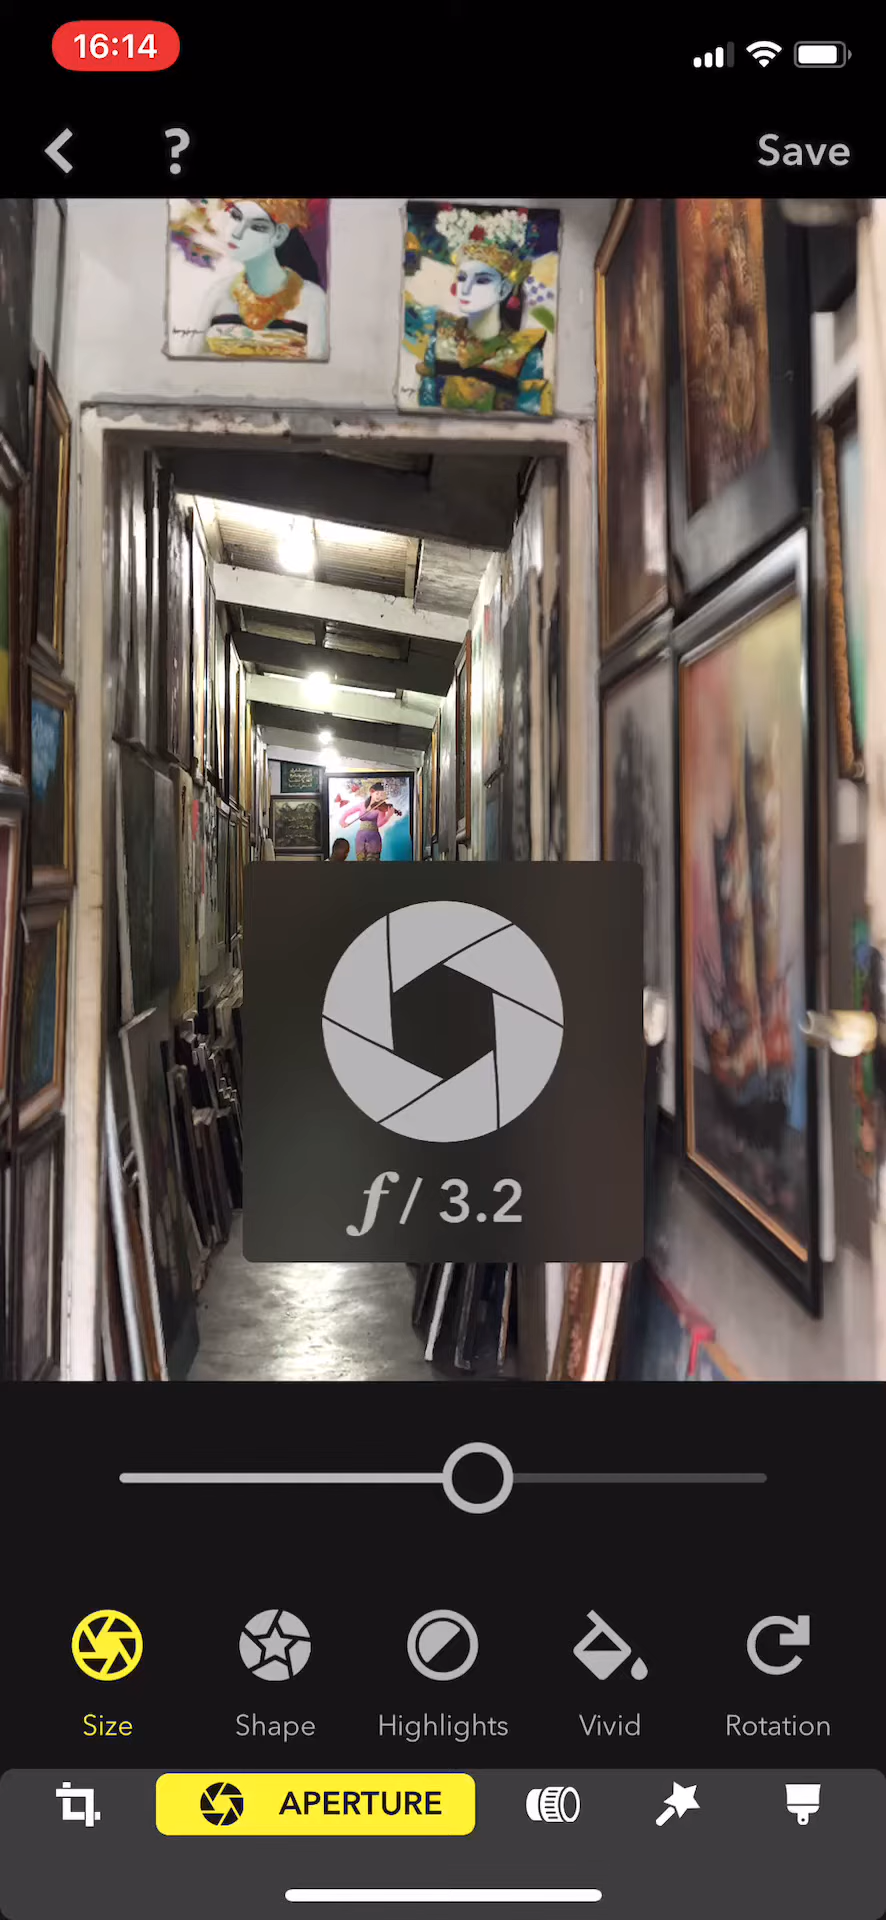 16:14
?
Save
f/ 3.2
Size
Shape
Highlights
Vivid
Rotation
APERTURE